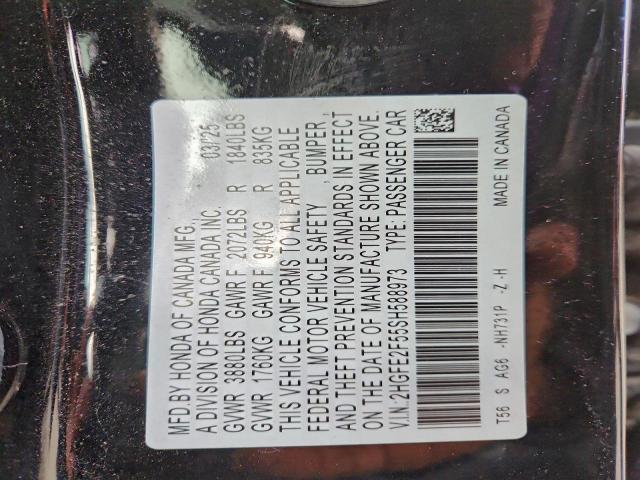 MFD.BY HONDA OF CANADA MFG.,
A DIVISION OF HONDA CANADA INC. 03/25
GVWR 3880LBS GAWR F 2072LBS R 1840LBS
GVWR 1760KG GAWR F 940KG R 835KG
THIS VEHICLE CONFORMS TO ALL APPLICABLE
FEDERAL MOTOR VEHICLE SAFETY , BUMPER ,
AND THEFT PREVENTION STANDARDS IN EFFECT
ON THE DATE OF MANUFACTURE SHOWN ABOVE.
V.I.N: 2HGFE2F55SH588973 TYPE: PASSENGER CAR
T56 S AG6 -NH731P -Z -H MADE IN CANADA